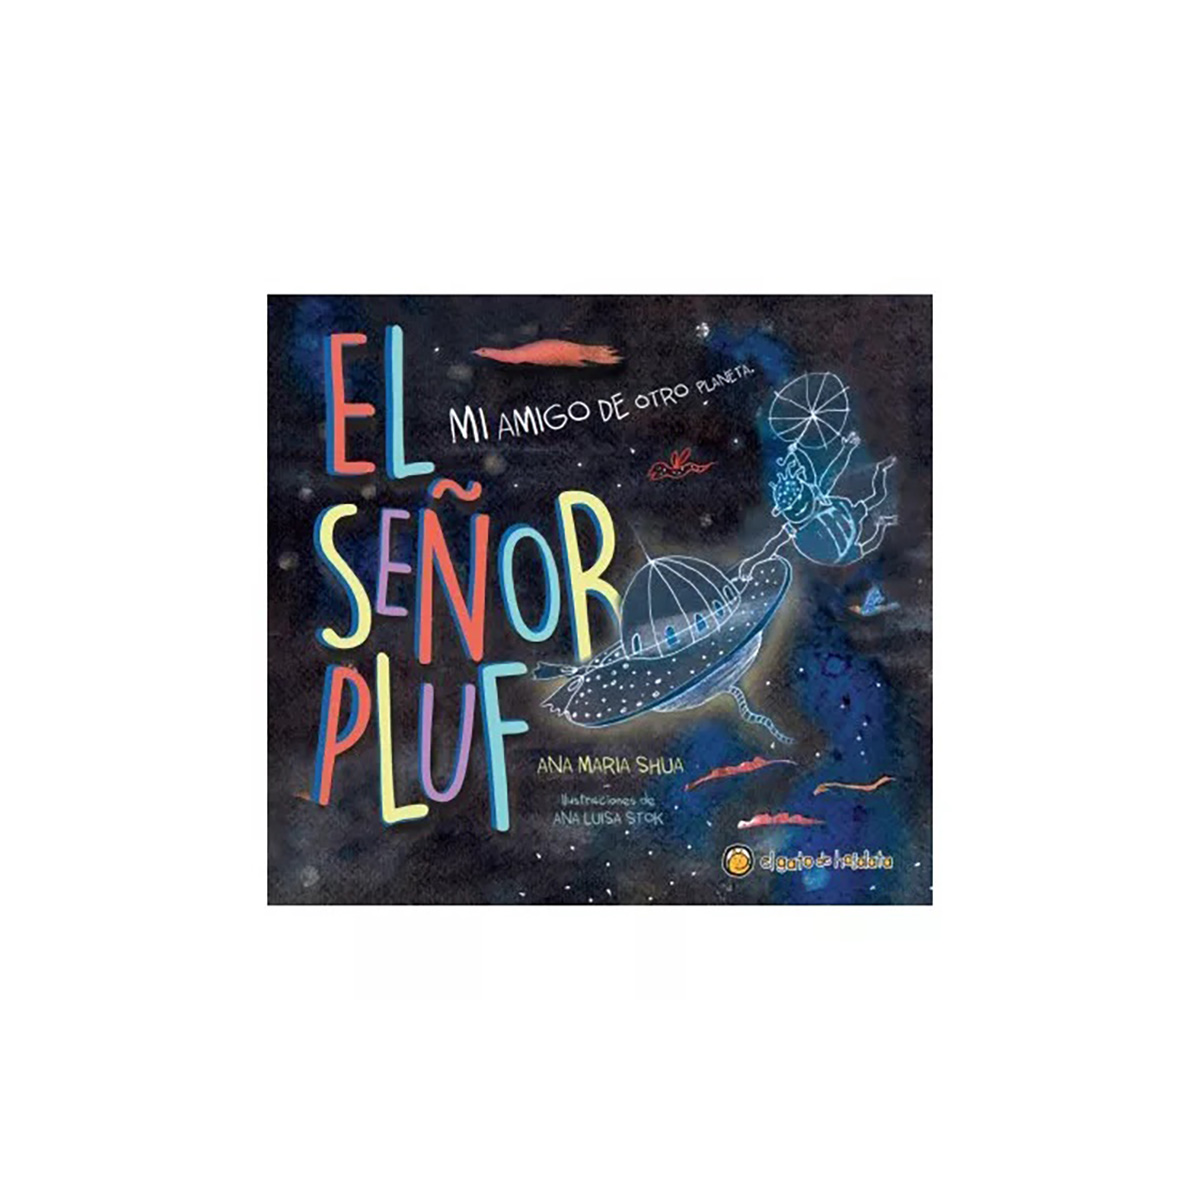 EL
MI AMIGO DE OTRO PLANETA.
SEÑOR
PLUF
ANA MARIA SHUA
Ilustraciones de
ANA LUISA STOK
el gato de hojalata